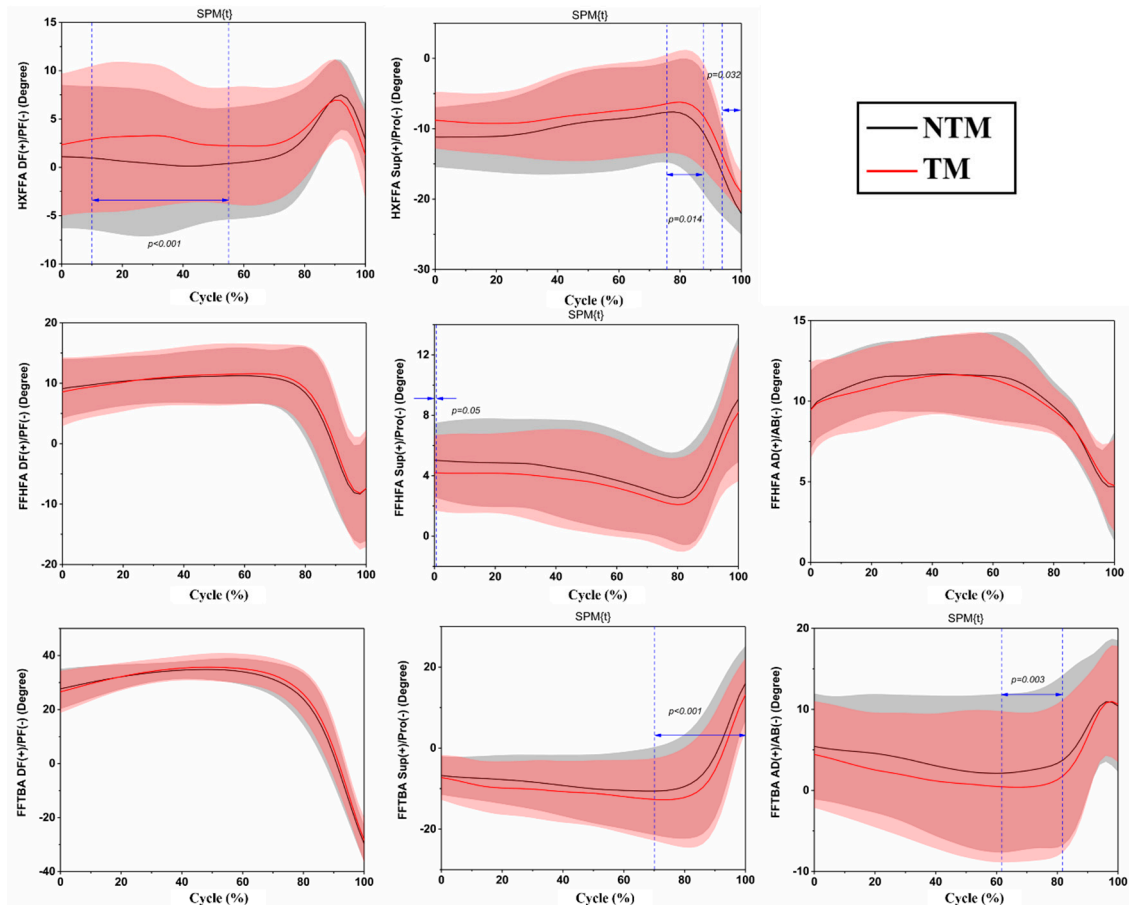 SPM{t}
HXFFA DF(+)/PF(-) (Degree)
15
10
5
0
-5
-10
p<0.001
0 20 40 60 80 100
Cycle (%)
SPM{t}
HXFFA Sup(+)/Pro(-) (Degree)
0
-10
-20
-30
p=0.032
p=0.014
0 20 40 60 80 100
Cycle (%)
NTM
TM
FFHFA DF(+)/PF(-) (Degree)
20
10
0
-10
-20
0 20 40 60 80 100
Cycle (%)
SPM{t}
FFHFA Sup(+)/Pro(-) (Degree)
12
8
4
0
p=0.05
0 20 40 60 80 100
Cycle (%)
FFHFA AD(+)/AB(-) (Degree)
15
10
5
0
0 20 40 60 80 100
Cycle (%)
FFTBA DF(+)/PF(-) (Degree)
40
20
0
-20
-40
0 20 40 60 80 100
Cycle (%)
SPM{t}
FFTBA Sup(+)/Pro(-) (Degree)
20
0
-20
p<0.001
0 20 40 60 80 100
Cycle (%)
SPM{t}
FFTBA AD(+)/AB(-) (Degree)
20
10
0
-10
p=0.003
0 20 40 60 80 100
Cycle (%)